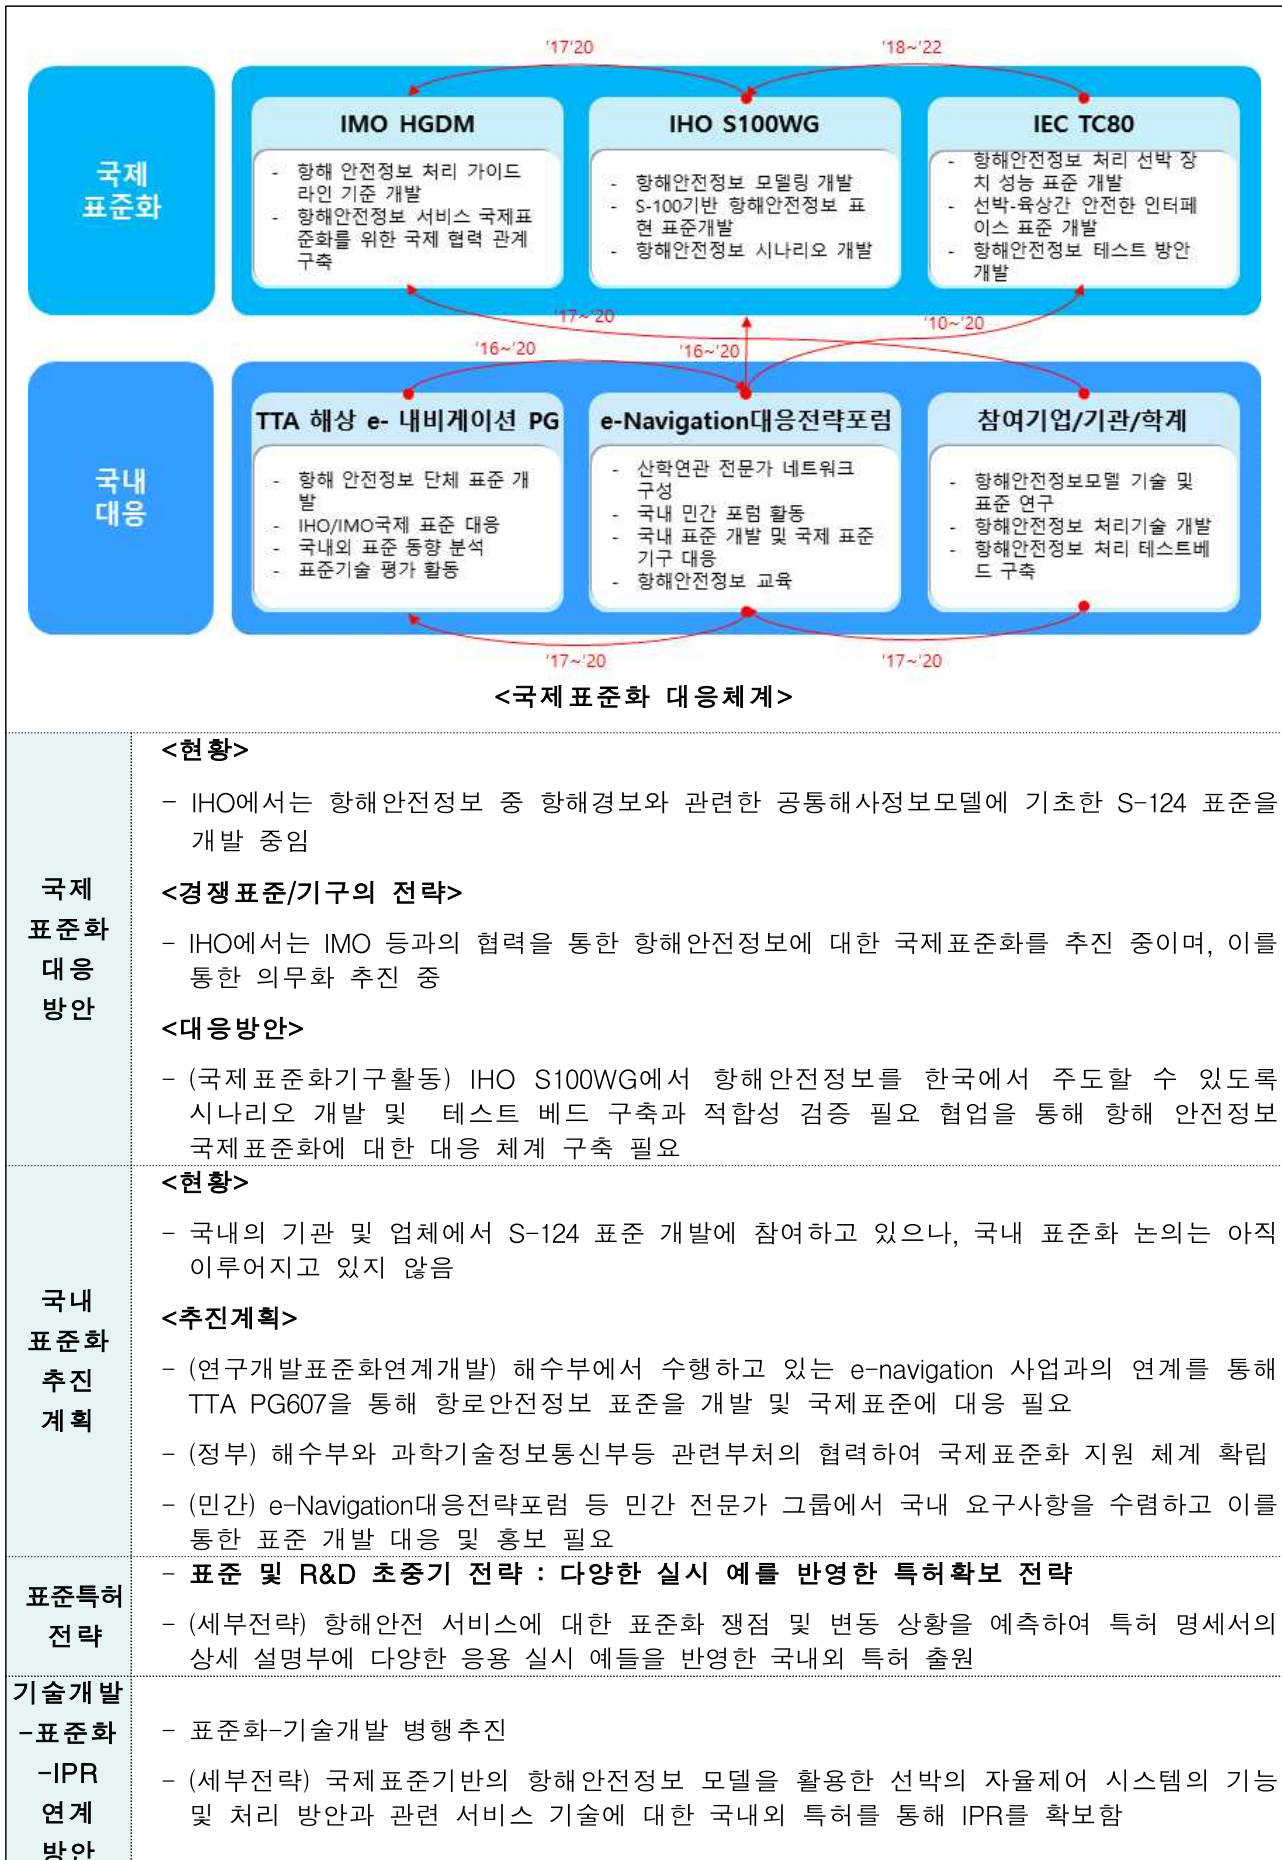 '17'20
'18~'22
국제
표준화
IMO HGDM
- 항해 안전정보 처리 가이드
라인 기준 개발
- 항해안전정보 서비스 국제표
준화를 위한 국제 협력 관계
구축
IHO S100WG
- 항해안전정보 모델링 개발
- S-100기반 항해안전정보 표
현 표준개발
- 항해안전정보 시나리오 개발
IEC TC80
- 항해안전정보 처리 선박 장
치 성능 표준 개발
- 선박-육상간 안전한 인터페
이스 표준 개발
- 항해안전정보 테스트 방안
개발
'17~'20
'10~'20
'16~'20
'16~'20
국내
대응
TTA 해상 e- 내비게이션 PG
- 항해 안전정보 단체 표준 개
발
- IHO/IMO국제 표준 대응
- 국내외 표준 동향 분석
- 표준기술 평가 활동
e-Navigation대응전략포럼
- 산학연관 전문가 네트워크
구성
- 국내 민간 포럼 활동
- 국내 표준 개발 및 국제 표준
기구 대응
- 항해안전정보 교육
참여기업/기관/학계
- 항해안전정보모델 기술 및
표준 연구
- 항해안전정보 처리기술 개발
- 항해안전정보 처리 테스트베
드 구축
'17~'20
'17~'20
<국제표준화 대응체계>
국제
표준화
대응
방안
<현황>
- IHO에서는 항해안전정보 중 항해경보와 관련한 공통해사정보모델에 기초한 S-124 표준을
개발 중임
<경쟁표준/기구의 전략>
- IHO에서는 IMO 등과의 협력을 통한 항해안전정보에 대한 국제표준화를 추진 중이며, 이를
통한 의무화 추진 중
<대응방안>
- (국제표준화기구활동) IHO S100WG에서 항해안전정보를 한국에서 주도할 수 있도록
시나리오 개발 및 테스트 베드 구축과 적합성 검증 필요 협업을 통해 항해 안전정보
국제표준화에 대한 대응 체계 구축 필요
국내
표준화
추진
계획
<현황>
- 국내의 기관 및 업체에서 S-124 표준 개발에 참여하고 있으나, 국내 표준화 논의는 아직
이루어지고 있지 않음
<추진계획>
- (연구개발표준화연계개발) 해수부에서 수행하고 있는 e-navigation 사업과의 연계를 통해
TTA PG607을 통해 항로안전정보 표준을 개발 및 국제표준에 대응 필요
- (정부) 해수부와 과학기술정보통신부등 관련부처의 협력하여 국제표준화 지원 체계 확립
- (민간) e-Navigation대응전략포럼 등 민간 전문가 그룹에서 국내 요구사항을 수렴하고 이를
통한 표준 개발 대응 및 홍보 필요
표준특허
전략
- 표준 및 R&D 초중기 전략 : 다양한 실시 예를 반영한 특허확보 전략
- (세부전략) 항해안전 서비스에 대한 표준화 쟁점 및 변동 상황을 예측하여 특허 명세서의
상세 설명부에 다양한 응용 실시 예들을 반영한 국내외 특허 출원
기술개발
-표준화
-IPR
연계
방안
- 표준화-기술개발 병행추진
- (세부전략) 국제표준기반의 항해안전정보 모델을 활용한 선박의 자율제어 시스템의 기능
및 처리 방안과 관련 서비스 기술에 대한 국내외 특허를 통해 IPR를 확보함